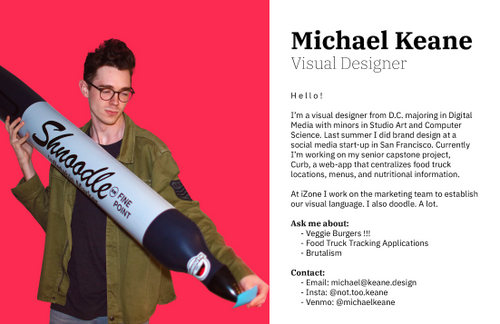 Michael Keane
Visual Designer
Hello!
I'm a visual designer from D.C. majoring in Digital
Media with minors in Studio Art and Computer
Science. Last summer I did brand design at a
social media start-up in San Francisco. Currently
I'm working on my senior capstone project,
Curb, a web-app that centralizes food truck
locations, menus, and nutritional information.
At iZone I work on the marketing team to establish
our visual language. I also doodle. A lot.
Ask me about:
- Veggie Burgers !!!
- Food Truck Tracking Applications
- Brutalism
Contact:
- Email: michael@keane.design
- Insta: @not.too.keane
- Venmo: @michaelkeane
Shnoodle
FINE
POINT